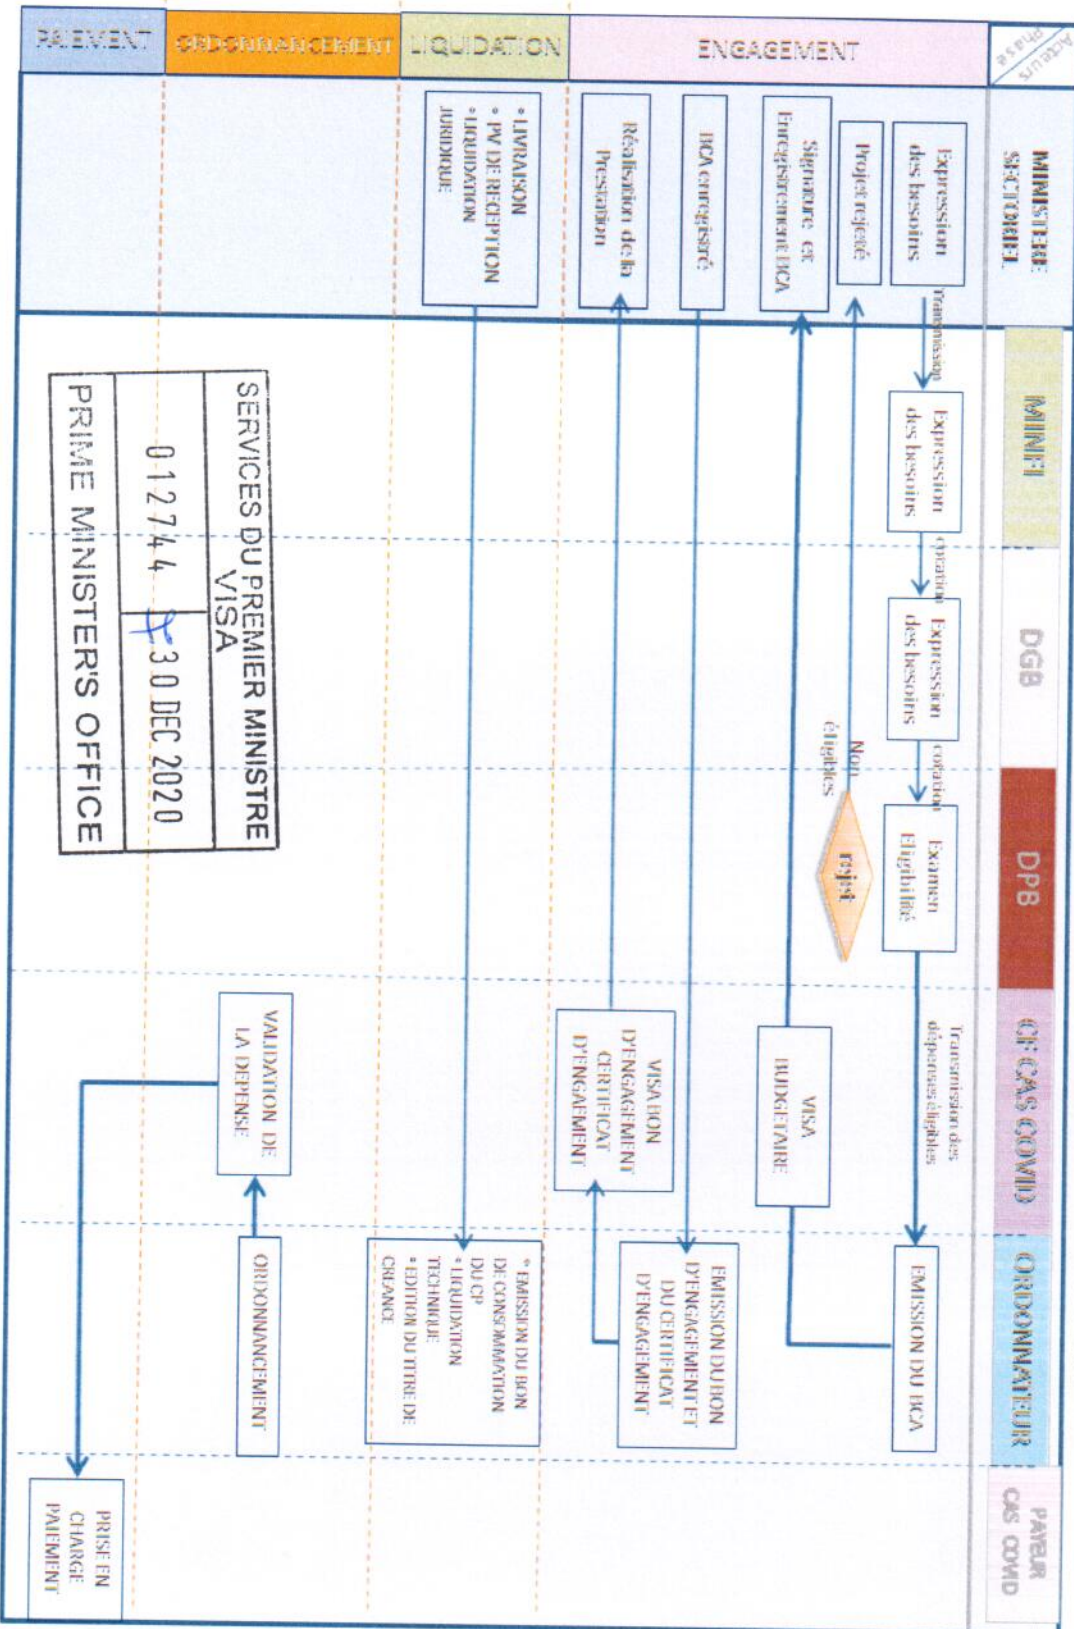 Acteurs
Phase
MINISTERE
SECTORIEL
MINFI
DGB
DPB
CF CAS COVID
ORDONNATEUR
PAYEUR
CAS COVID
ENGAGEMENT
Expression
des besoins
Transmission
Expression
des besoins
cotation
Expression
des besoins
cotation
Examen
Eligibilité
Transmission des
dépenses éligibles
EMISSION DU BCA
Projet rejeté
Non
éligibles
rejet
Signature et
Enregistrement BCA
VISA
BUDGETAIRE
BCA enregistré
EMISSION DU BON
D'ENGAGEMENT ET
DU CERTIFICAT
D'ENGAGEMENT
Réalisation de la
Prestation
VISA BON
D'ENGAGEMENT
CERTIFICAT
D'ENGAEMENT
LIQUIDATION
• LIVRAISON
• PV DE RECEPTION
• LIQUIDATION
JURIDIQUE
• EMISSION DU BON
DE CONSOMMATION
DU CP
• LIQUIDATION
TECHNIQUE
• EDITION DU TITRE DE
CREANCE
ORDONNANCEMENT
VALIDATION DE
LA DEPENSE
ORDONNANCEMENT
PAIEMENT
PRISE EN
CHARGE
PAIEMENT
SERVICES DU PREMIER MINISTRE
VISA
012744
30 DEC 2020
PRIME MINISTER'S OFFICE